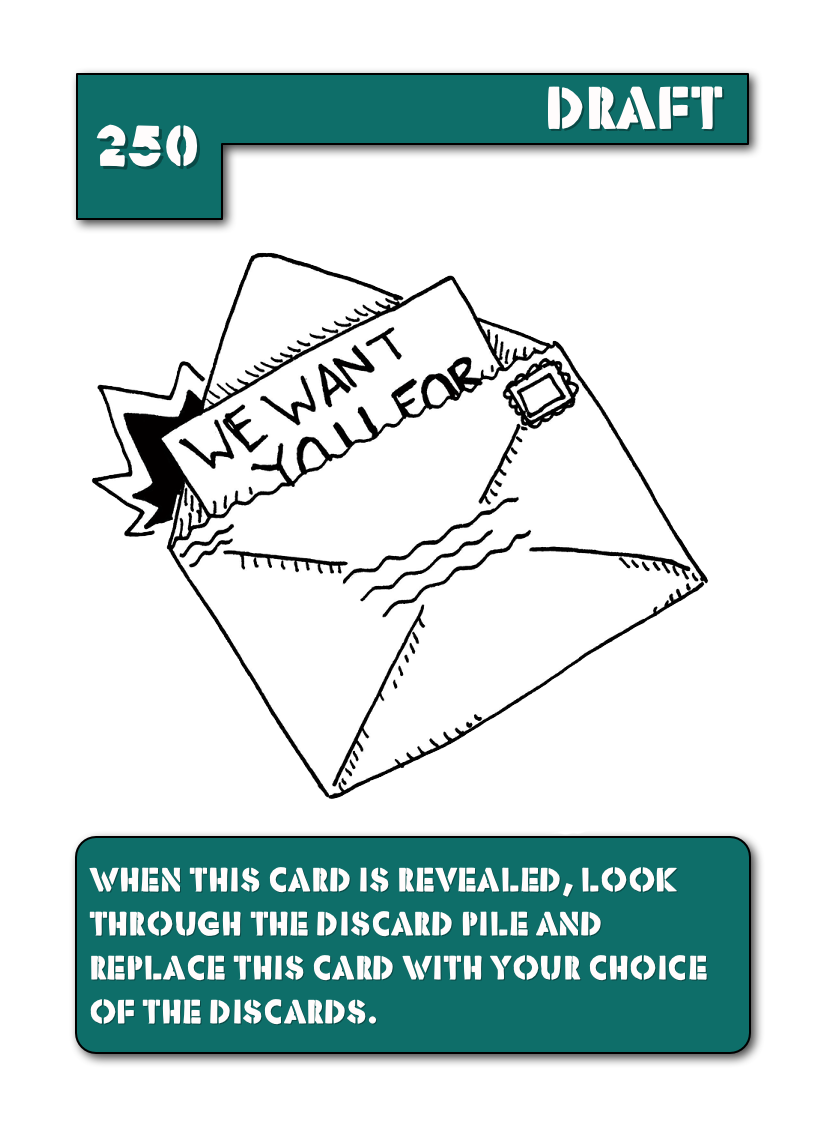 DRAFT
250
WE WANT
YOU FOR
WHEN THIS CARD IS REVEALED, LOOK
THROUGH THE DISCARD PILE AND
REPLACE THIS CARD WITH YOUR CHOICE
OF THE DISCARDS.